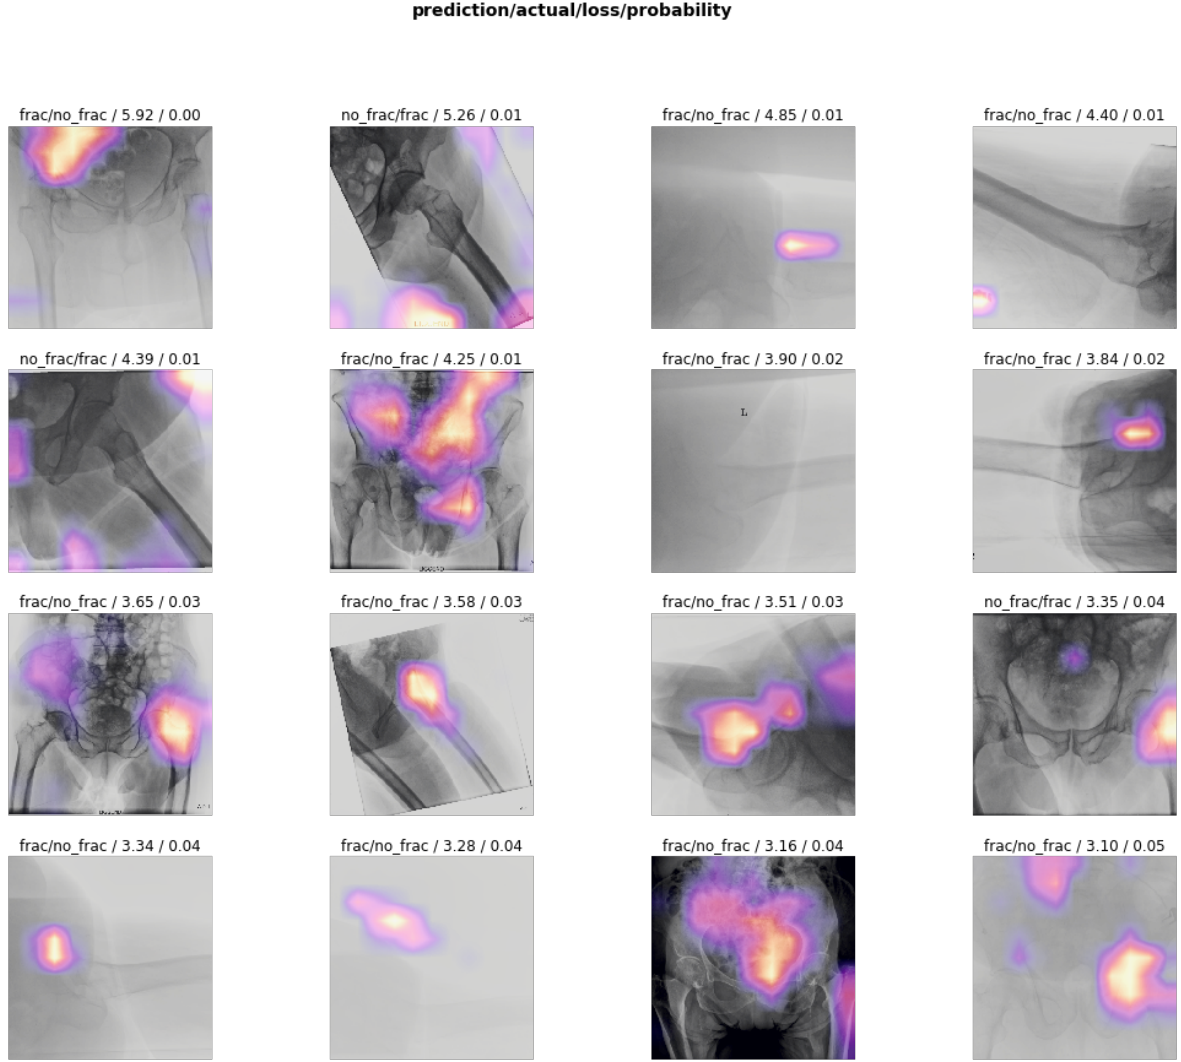 prediction/actual/loss/probability
frac/no_frac / 5.92 / 0.00
no_frac/frac / 5.26 / 0.01
frac/no_frac / 4.85 / 0.01
frac/no_frac / 4.40 / 0.01
no_frac/frac / 4.39 / 0.01
frac/no_frac / 4.25 / 0.01
frac/no_frac / 3.90 / 0.02
frac/no_frac / 3.84 / 0.02
L
frac/no_frac / 3.65 / 0.03
frac/no_frac / 3.58 / 0.03
frac/no_frac / 3.51 / 0.03
no_frac/frac / 3.35 / 0.04
frac/no_frac / 3.34 / 0.04
frac/no_frac / 3.28 / 0.04
frac/no_frac / 3.16 / 0.04
frac/no_frac / 3.10 / 0.05